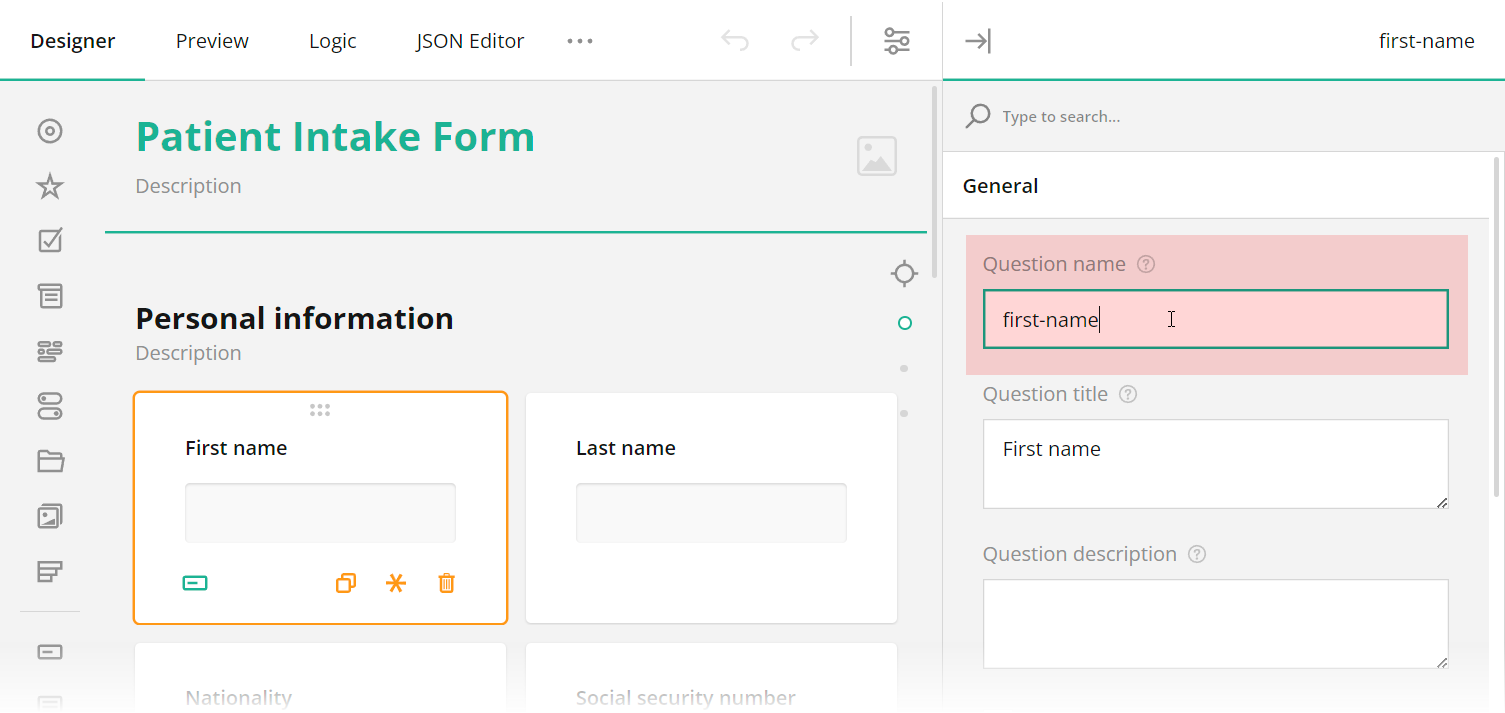 Designer Preview Logic JSON Editor
first-name
Type to search...
Patient Intake Form
Description
Personal information
Description
First name
Last name
Nationality
Social security number
General
Question name
first-name
Question title
First name
Question description